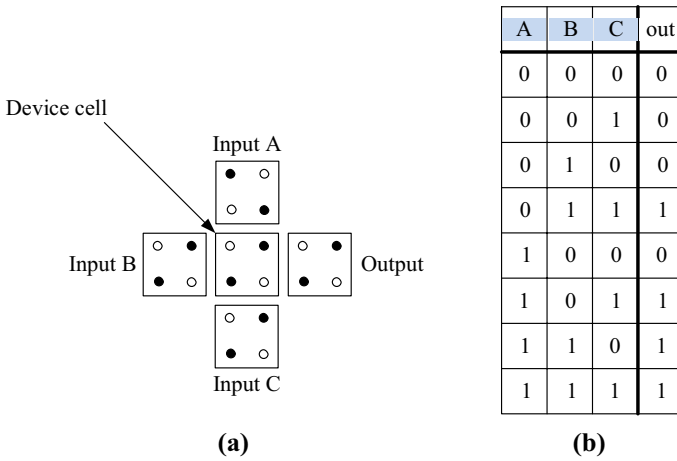 Device cell
Input A
Input B
Output
Input C
(a)
A B C out
0 0 0 0
0 0 1 0
0 1 0 0
0 1 1 1
1 0 0 0
1 0 1 1
1 1 0 1
1 1 1 1
(b)